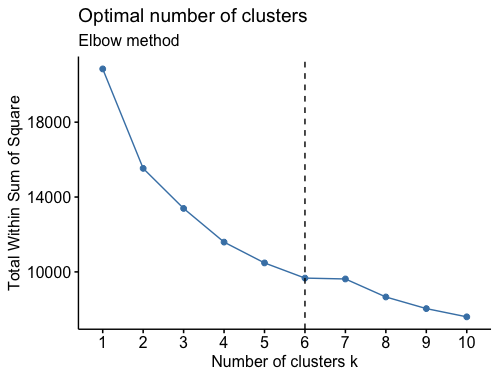 Optimal number of clusters
Elbow method
Total Within Sum of Square
18000
14000
10000
1 2 3 4 5 6 7 8 9 10
Number of clusters k